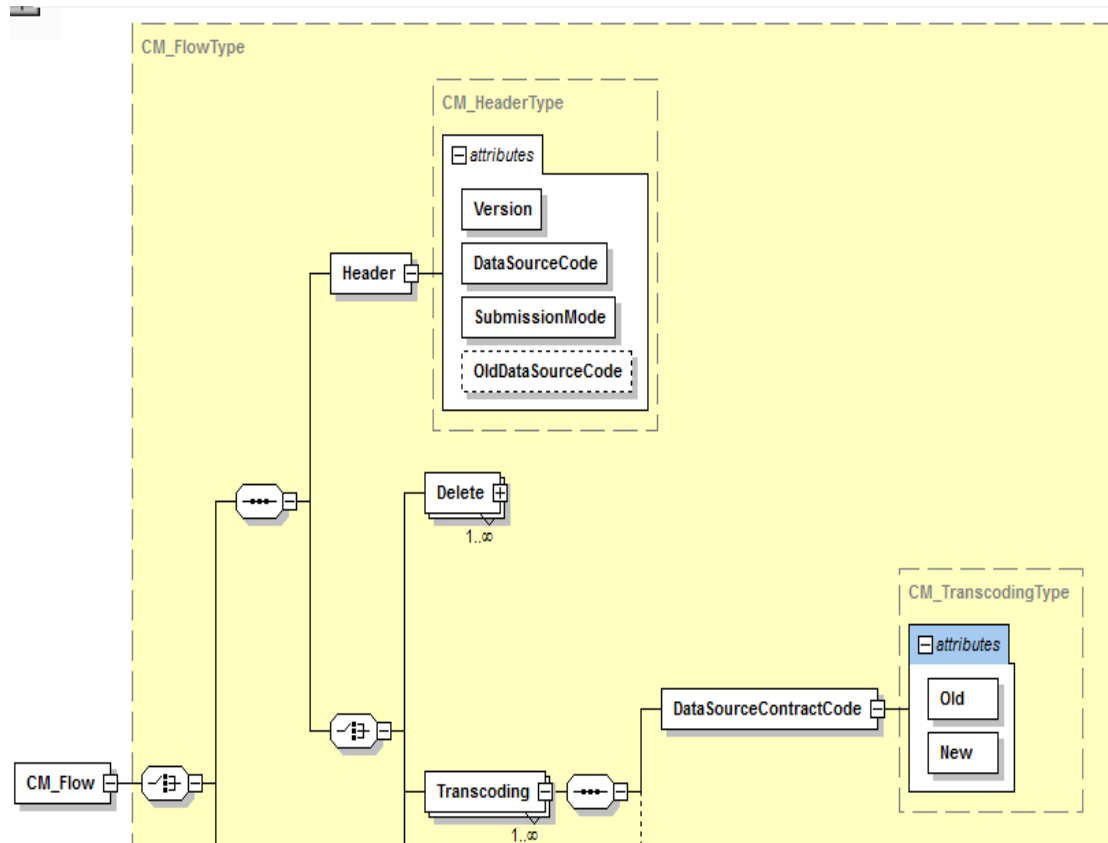 CM_FlowType
CM_HeaderType
attributes
Version
DataSourceCode
Header
SubmissionMode
OldDataSourceCode
Delete
1..∞
CM_TranscodingType
attributes
Old
DataSourceContractCode
New
CM_Flow
Transcoding
1..∞